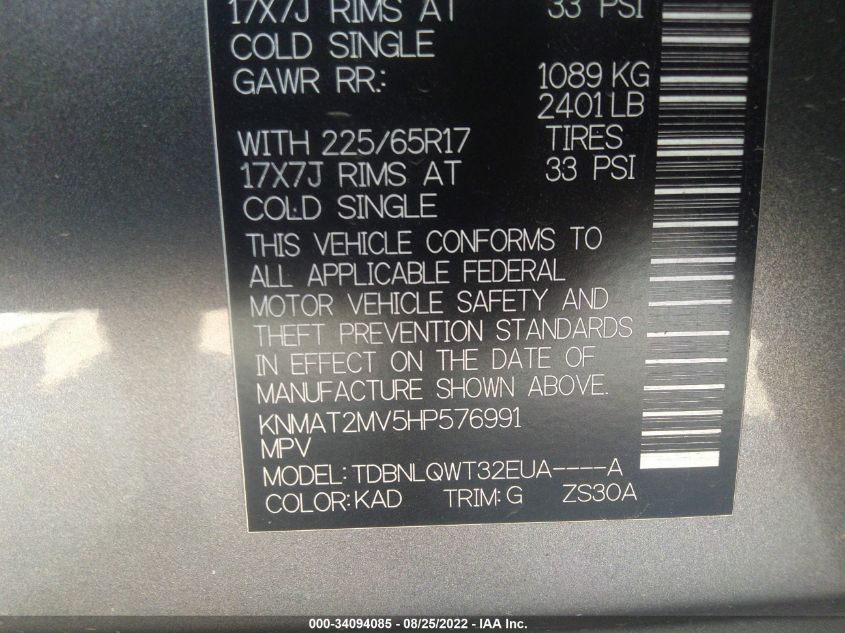 17X7J RIMS AT 33 PSI
COLD SINGLE
GAWR RR.: 1089 KG
2401 LB
WITH 225/65R17 TIRES
17X7J RIMS AT 33 PSI
COLD SINGLE
THIS VEHICLE CONFORMS TO
ALL APPLICABLE FEDERAL
MOTOR VEHICLE SAFETY AND
THEFT PREVENTION STANDARDS
IN EFFECT ON THE DATE OF
MANUFACTURE SHOWN ABOVE.
KNMAT2MV5HP576991
MPV
MODEL: TDBNLQWT32EUA----A
COLOR: KAD TRIM: G ZS30A
000-34094085 - 08/25/2022 - IAA Inc.